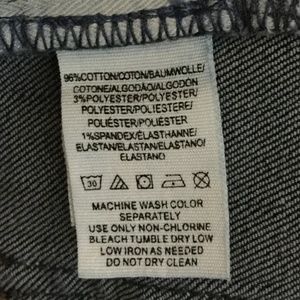 96%COTTON/COTON/BAUMWOLLE/
COTONE/ALGODÃO/ALGODON
3%POLYESTER/POLYESTER/
POLYESTER/POLIESTERE/
POLIÉSTER/POLIÉSTER
1%SPANDEX/ÉLASTHANNE/
ELASTAN/ELASTAN/ELASTANO/
ELASTANO
30
MACHINE WASH COLOR
SEPARATELY
USE ONLY NON-CHLORINE
BLEACH TUMBLE DRY LOW
LOW IRON AS NEEDED
DO NOT DRY CLEAN